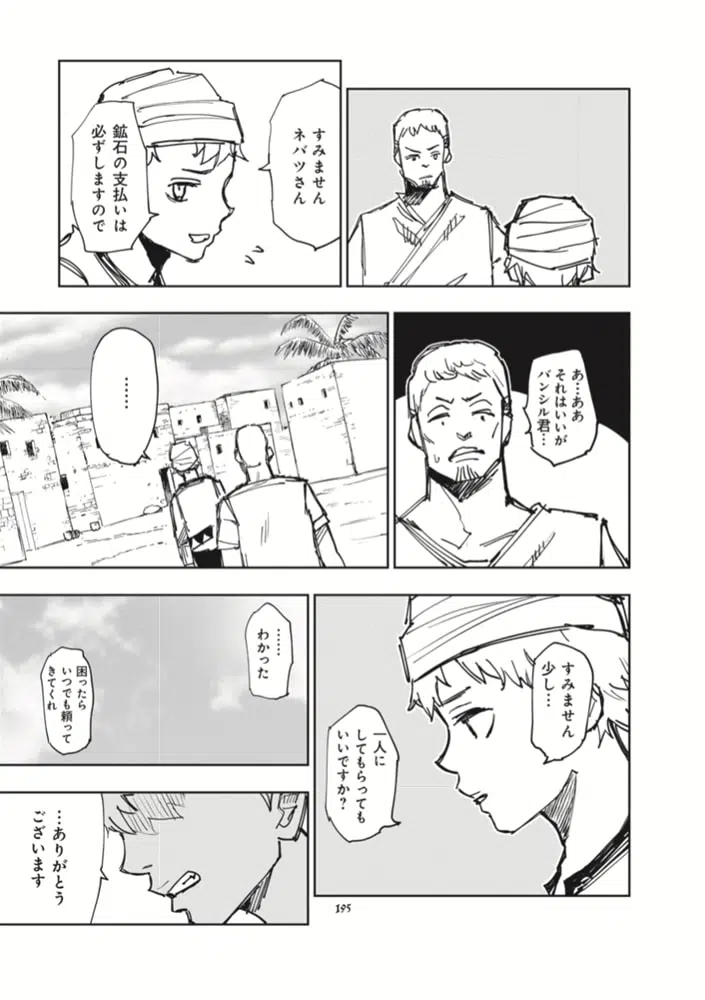 すみません
ネバツさん
鉱石の支払いは
必ずしますので
あ…ああ
それはいいが
バンシル君…
……
すみません
少し…
一人に
してもらっても
いいですか？
……
わかった
困ったら
いつでも頼って
きてくれ
…ありがとう
ございます
195